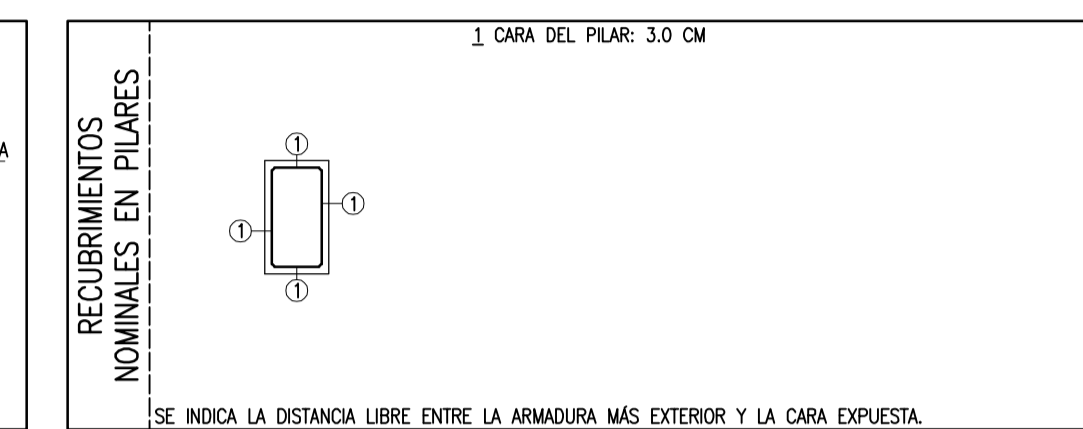 A
RECUBRIMIENTOS
NOMINALES EN PILARES
1 CARA DEL PILAR: 3.0 CM
1
1
1
1
SE INDICA LA DISTANCIA LIBRE ENTRE LA ARMADURA MÁS EXTERIOR Y LA CARA EXPUESTA.